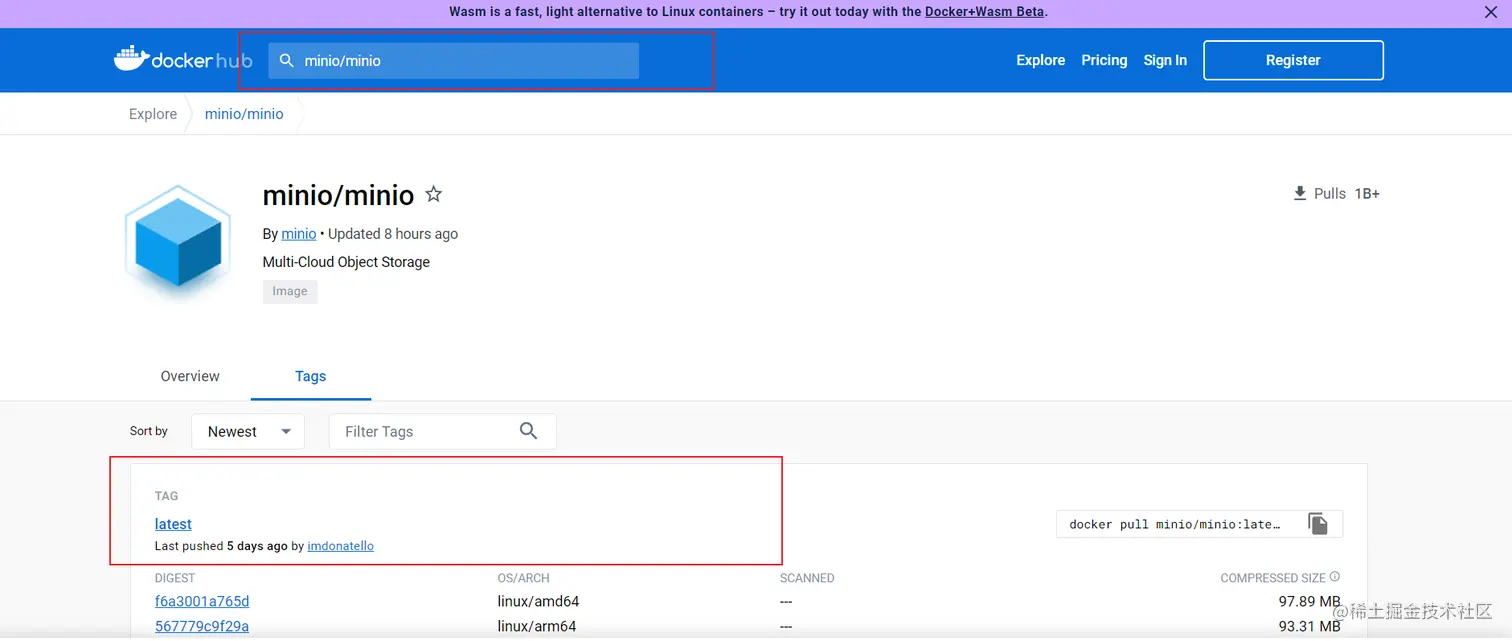 Wasm is a fast, light alternative to Linux containers – try it out today with the Docker+Wasm Beta.
docker hub
minio/minio
Explore Pricing Sign In Register
Explore minio/minio
minio/minio
Pulls 1B+
By minio • Updated 8 hours ago
Multi-Cloud Object Storage
Image
Overview Tags
Sort by Newest Filter Tags
TAG
latest
docker pull minio/minio:late…
Last pushed 5 days ago by imdonatello
DIGEST OS/ARCH SCANNED COMPRESSED SIZE
f6a3001a765d linux/amd64 --- 97.89 MB
567779c9f29a linux/arm64 --- 93.31 MB
@稀土掘金技术社区